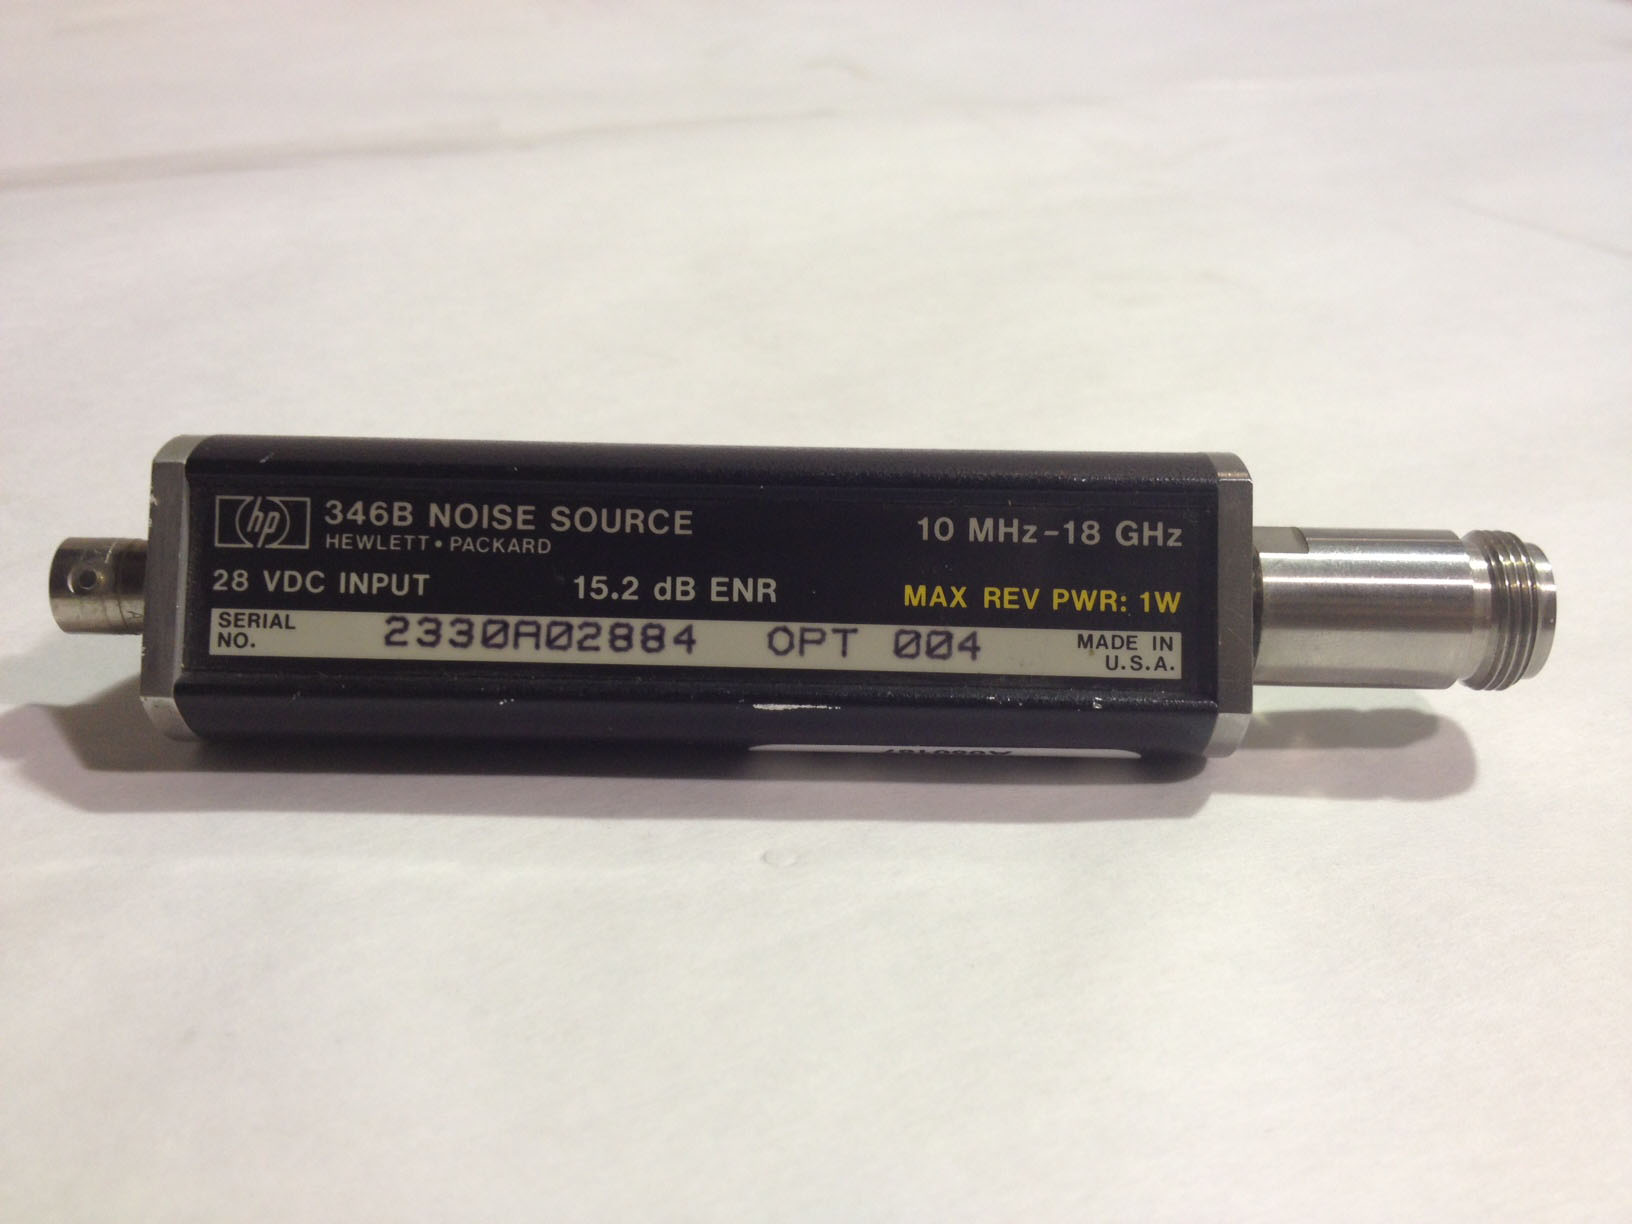 hp 346B NOISE SOURCE 10 MHz-18 GHz
HEWLETT•PACKARD
28 VDC INPUT 15.2 dB ENR MAX REV PWR: 1W
SERIAL NO. 2330A02884 OPT 004 MADE IN U.S.A.